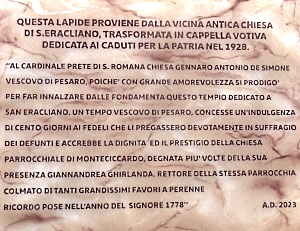 QUESTA LAPIDE PROVIENE DALLA VICINA ANTICA CHIESA
DI S.ERACLIANO, TRASFORMATA IN CAPPELLA VOTIVA
DEDICATA AI CADUTI PER LA PATRIA NEL 1928.
"AL CARDINALE PRETE DI S. ROMANA CHIESA GENNARO ANTONIO DE SIMONE
VESCOVO DI PESARO, POICHE' CON GRANDE AMOREVOLEZZA SI PRODIGO'
PER FAR INNALZARE DALLE FONDAMENTA QUESTO TEMPIO DEDICATO A
SAN ERACLIANO, UN TEMPO VESCOVO DI PESARO, CONCESSE UN'INDULGENZA
DI CENTO GIORNI AI FEDELI CHE LI PREGASSERO DEVOTAMENTE IN SUFFRAGIO
DEI DEFUNTI E ACCREBBE LA DIGNITA' ED IL PRESTIGIO DELLA CHIESA
PARROCCHIALE DI MONTECICCARDO, DEGNATA PIU' VOLTE DELLA SUA
PRESENZA GIANNANDREA GHIRLANDA, RETTORE DELLA STESSA PARROCCHIA
COLMATO DI TANTI GRANDISSIMI FAVORI A PERENNE
RICORDO POSE NELL'ANNO DEL SIGNORE 1778" A.D. 2023